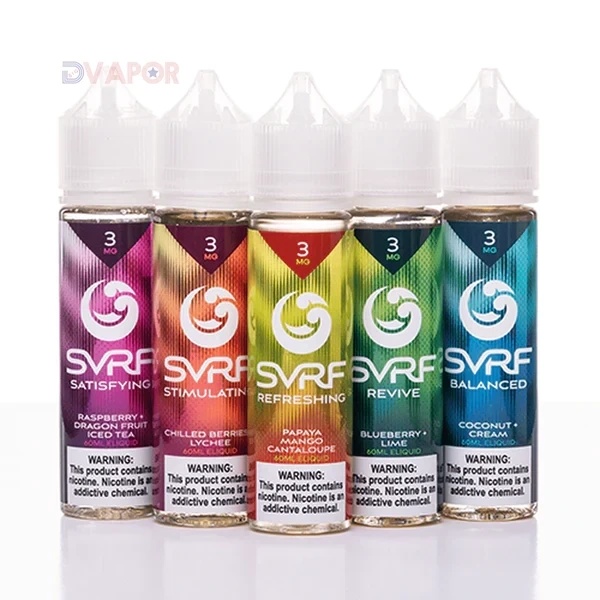 DVAPOR
3
MG
SVRF
SATISFYING
RASPBERRY +
DRAGON FRUIT
ICED TEA
60ML ELIQUID
WARNING:
This product contains
nicotine. Nicotine is an
addictive chemical.
3
MG
SVRF
STIMULATIN
CHILLED BERRIES
LYCHEE
60ML ELIQUID
WARNING:
This product contains
nicotine. Nicotine is an
addictive chemical.
3
MG
SVRF
REFRESHING
PAPAYA
MANGO
CANTALOUPE
60ML ELIQUID
WARNING:
This product contains
nicotine. Nicotine is an
addictive chemical.
3
MG
SVRF
REVIVE
BLUEBERRY +
LIME
60ML ELIQUID
WARNING:
This product contains
nicotine. Nicotine is an
addictive chemical.
3
MG
SVRF
BALANCED
COCONUT +
CREAM
60ML ELIQUID
WARNING:
This product contains
nicotine. Nicotine is an
addictive chemical.